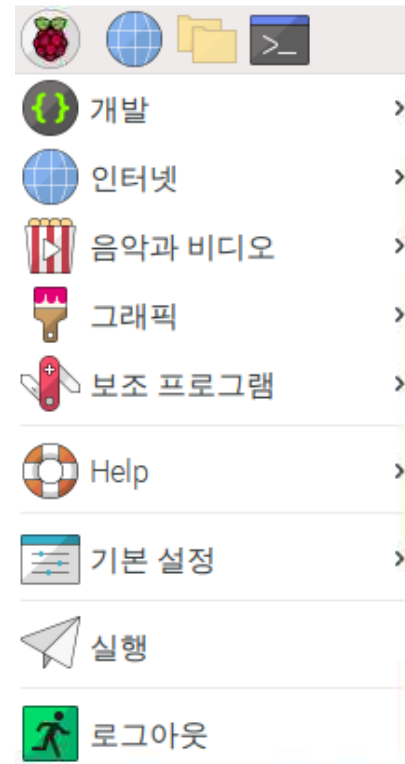 개발
인터넷
음악과 비디오
그래픽
보조 프로그램
Help
기본 설정
실행
로그아웃